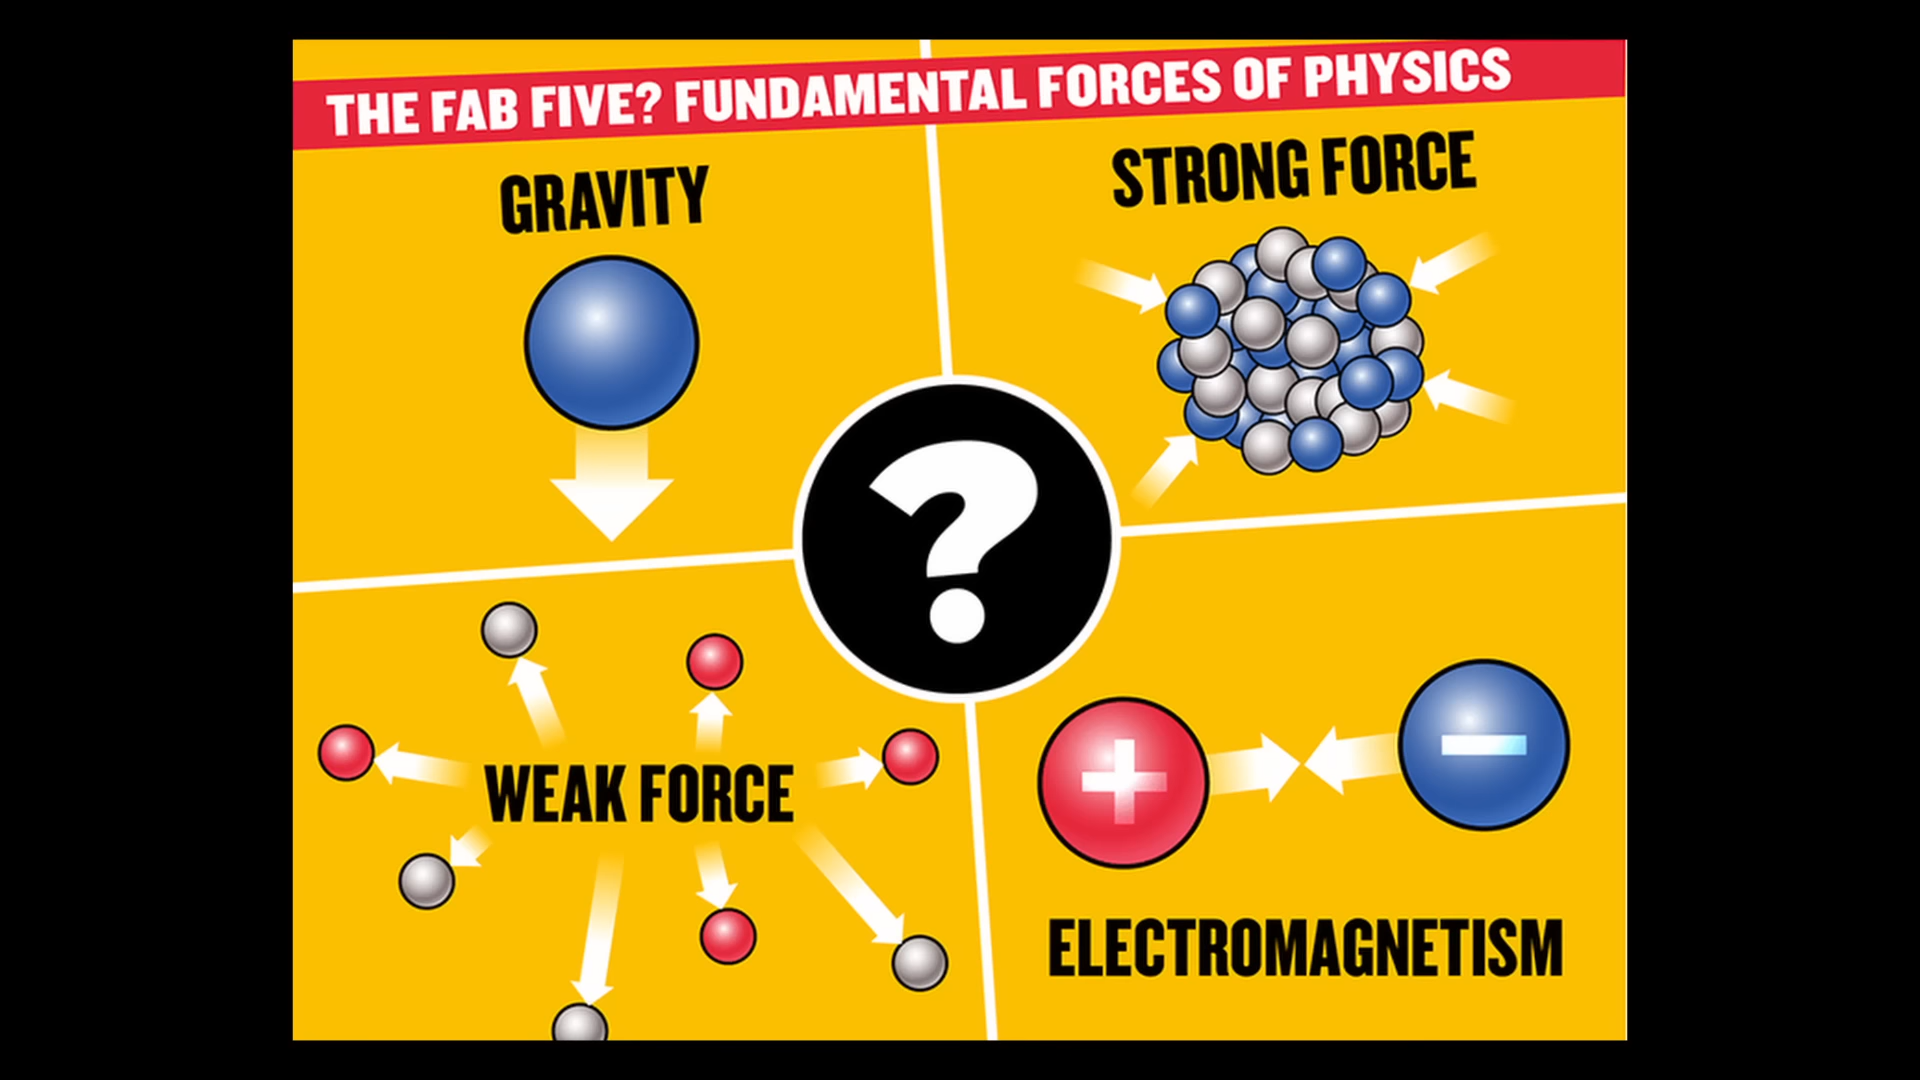 THE FAB FIVE? FUNDAMENTAL FORCES OF PHYSICS
GRAVITY
STRONG FORCE
?
WEAK FORCE
+
−
ELECTROMAGNETISM